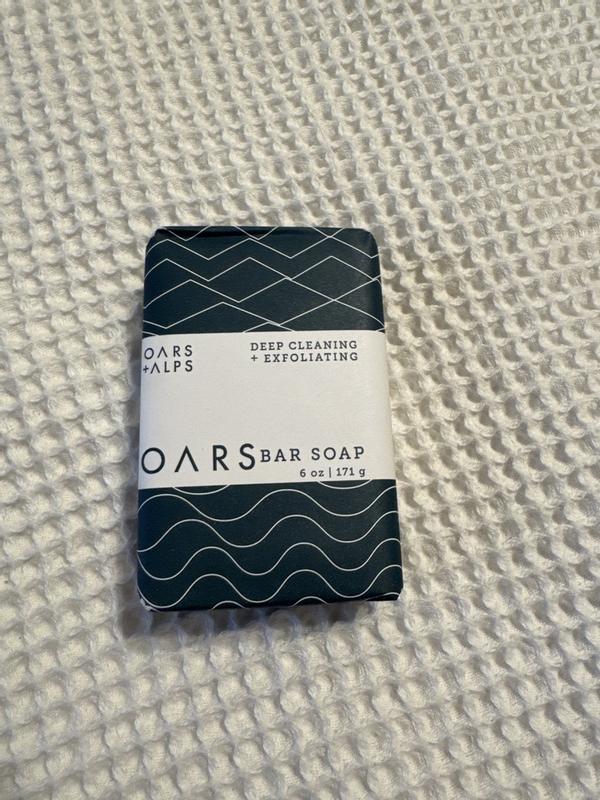 OARS
+ALPS
DEEP CLEANING
+ EXFOLIATING
OARS BAR SOAP
6 oz | 171 g